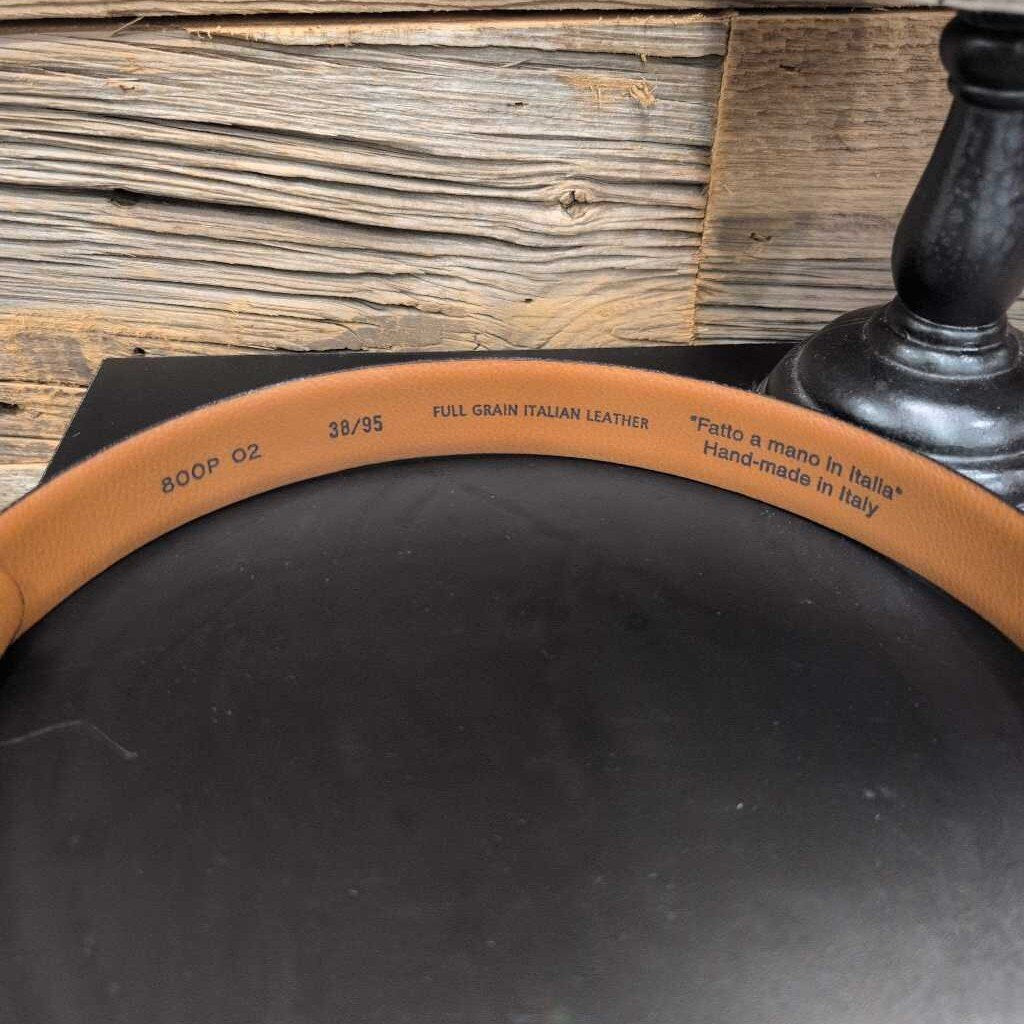 800P 02
38/95
FULL GRAIN ITALIAN LEATHER
"Fatto a mano in Italia"
Hand-made in Italy